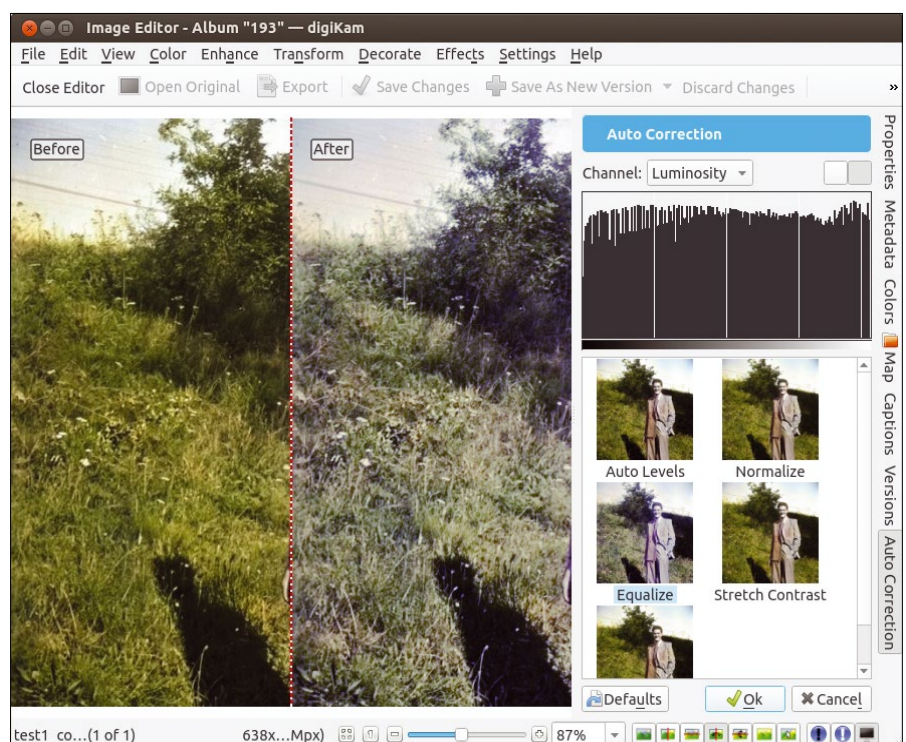 Image Editor - Album "193" — digiKam
File Edit View Color Enhance Transform Decorate Effects Settings Help
Close Editor Open Original Export Save Changes Save As New Version Discard Changes »
Before
After
Auto Correction
Channel: Luminosity
Auto Levels Normalize
Equalize Stretch Contrast
Defaults Ok Cancel
Properties
Metadata
Colors
Map
Captions
Versions
Auto Correction
test1 co...(1 of 1) 638x...Mpx) 87%